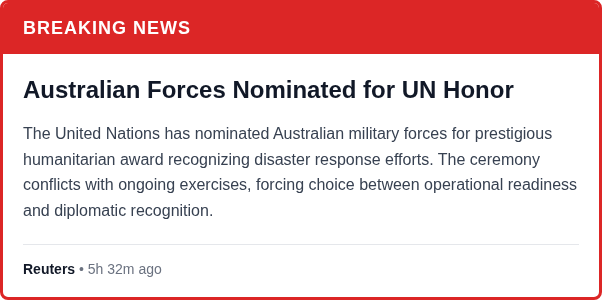 BREAKING NEWS
Australian Forces Nominated for UN Honor
The United Nations has nominated Australian military forces for prestigious
humanitarian award recognizing disaster response efforts. The ceremony
conflicts with ongoing exercises, forcing choice between operational readiness
and diplomatic recognition.
Reuters • 5h 32m ago